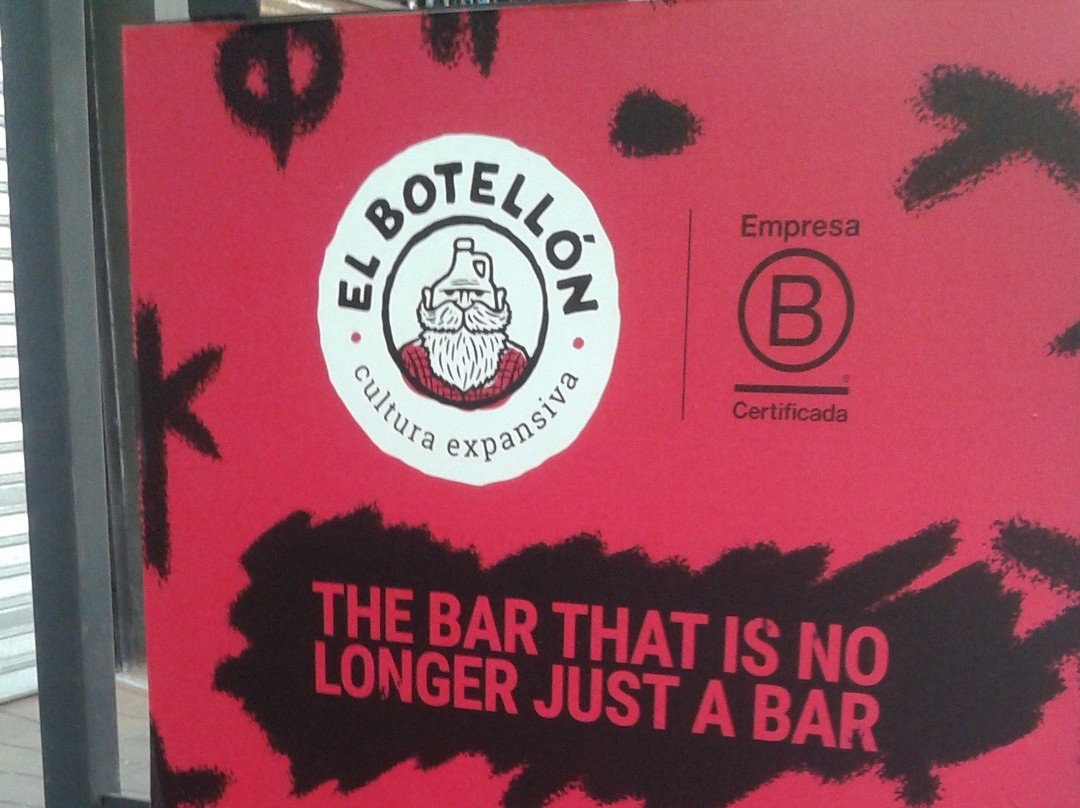 EL BOTELLÓN
cultura expansiva
Empresa
B
®
Certificada
THE BAR THAT IS NO
LONGER JUST A BAR